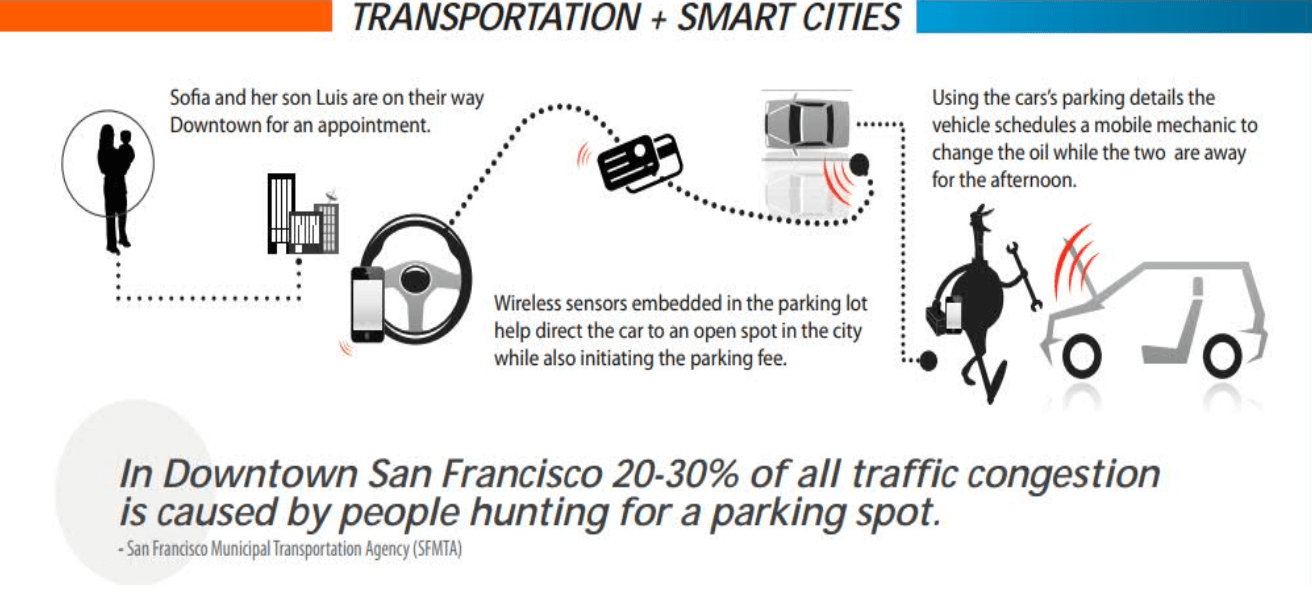 TRANSPORTATION + SMART CITIES
Sofia and her son Luis are on their way
Downtown for an appointment.
Using the cars's parking details the
vehicle schedules a mobile mechanic to
change the oil while the two are away
for the afternoon.
Wireless sensors embedded in the parking lot
help direct the car to an open spot in the city
while also initiating the parking fee.
In Downtown San Francisco 20-30% of all traffic congestion
is caused by people hunting for a parking spot.
- San Francisco Municipal Transportation Agency (SFMTA)